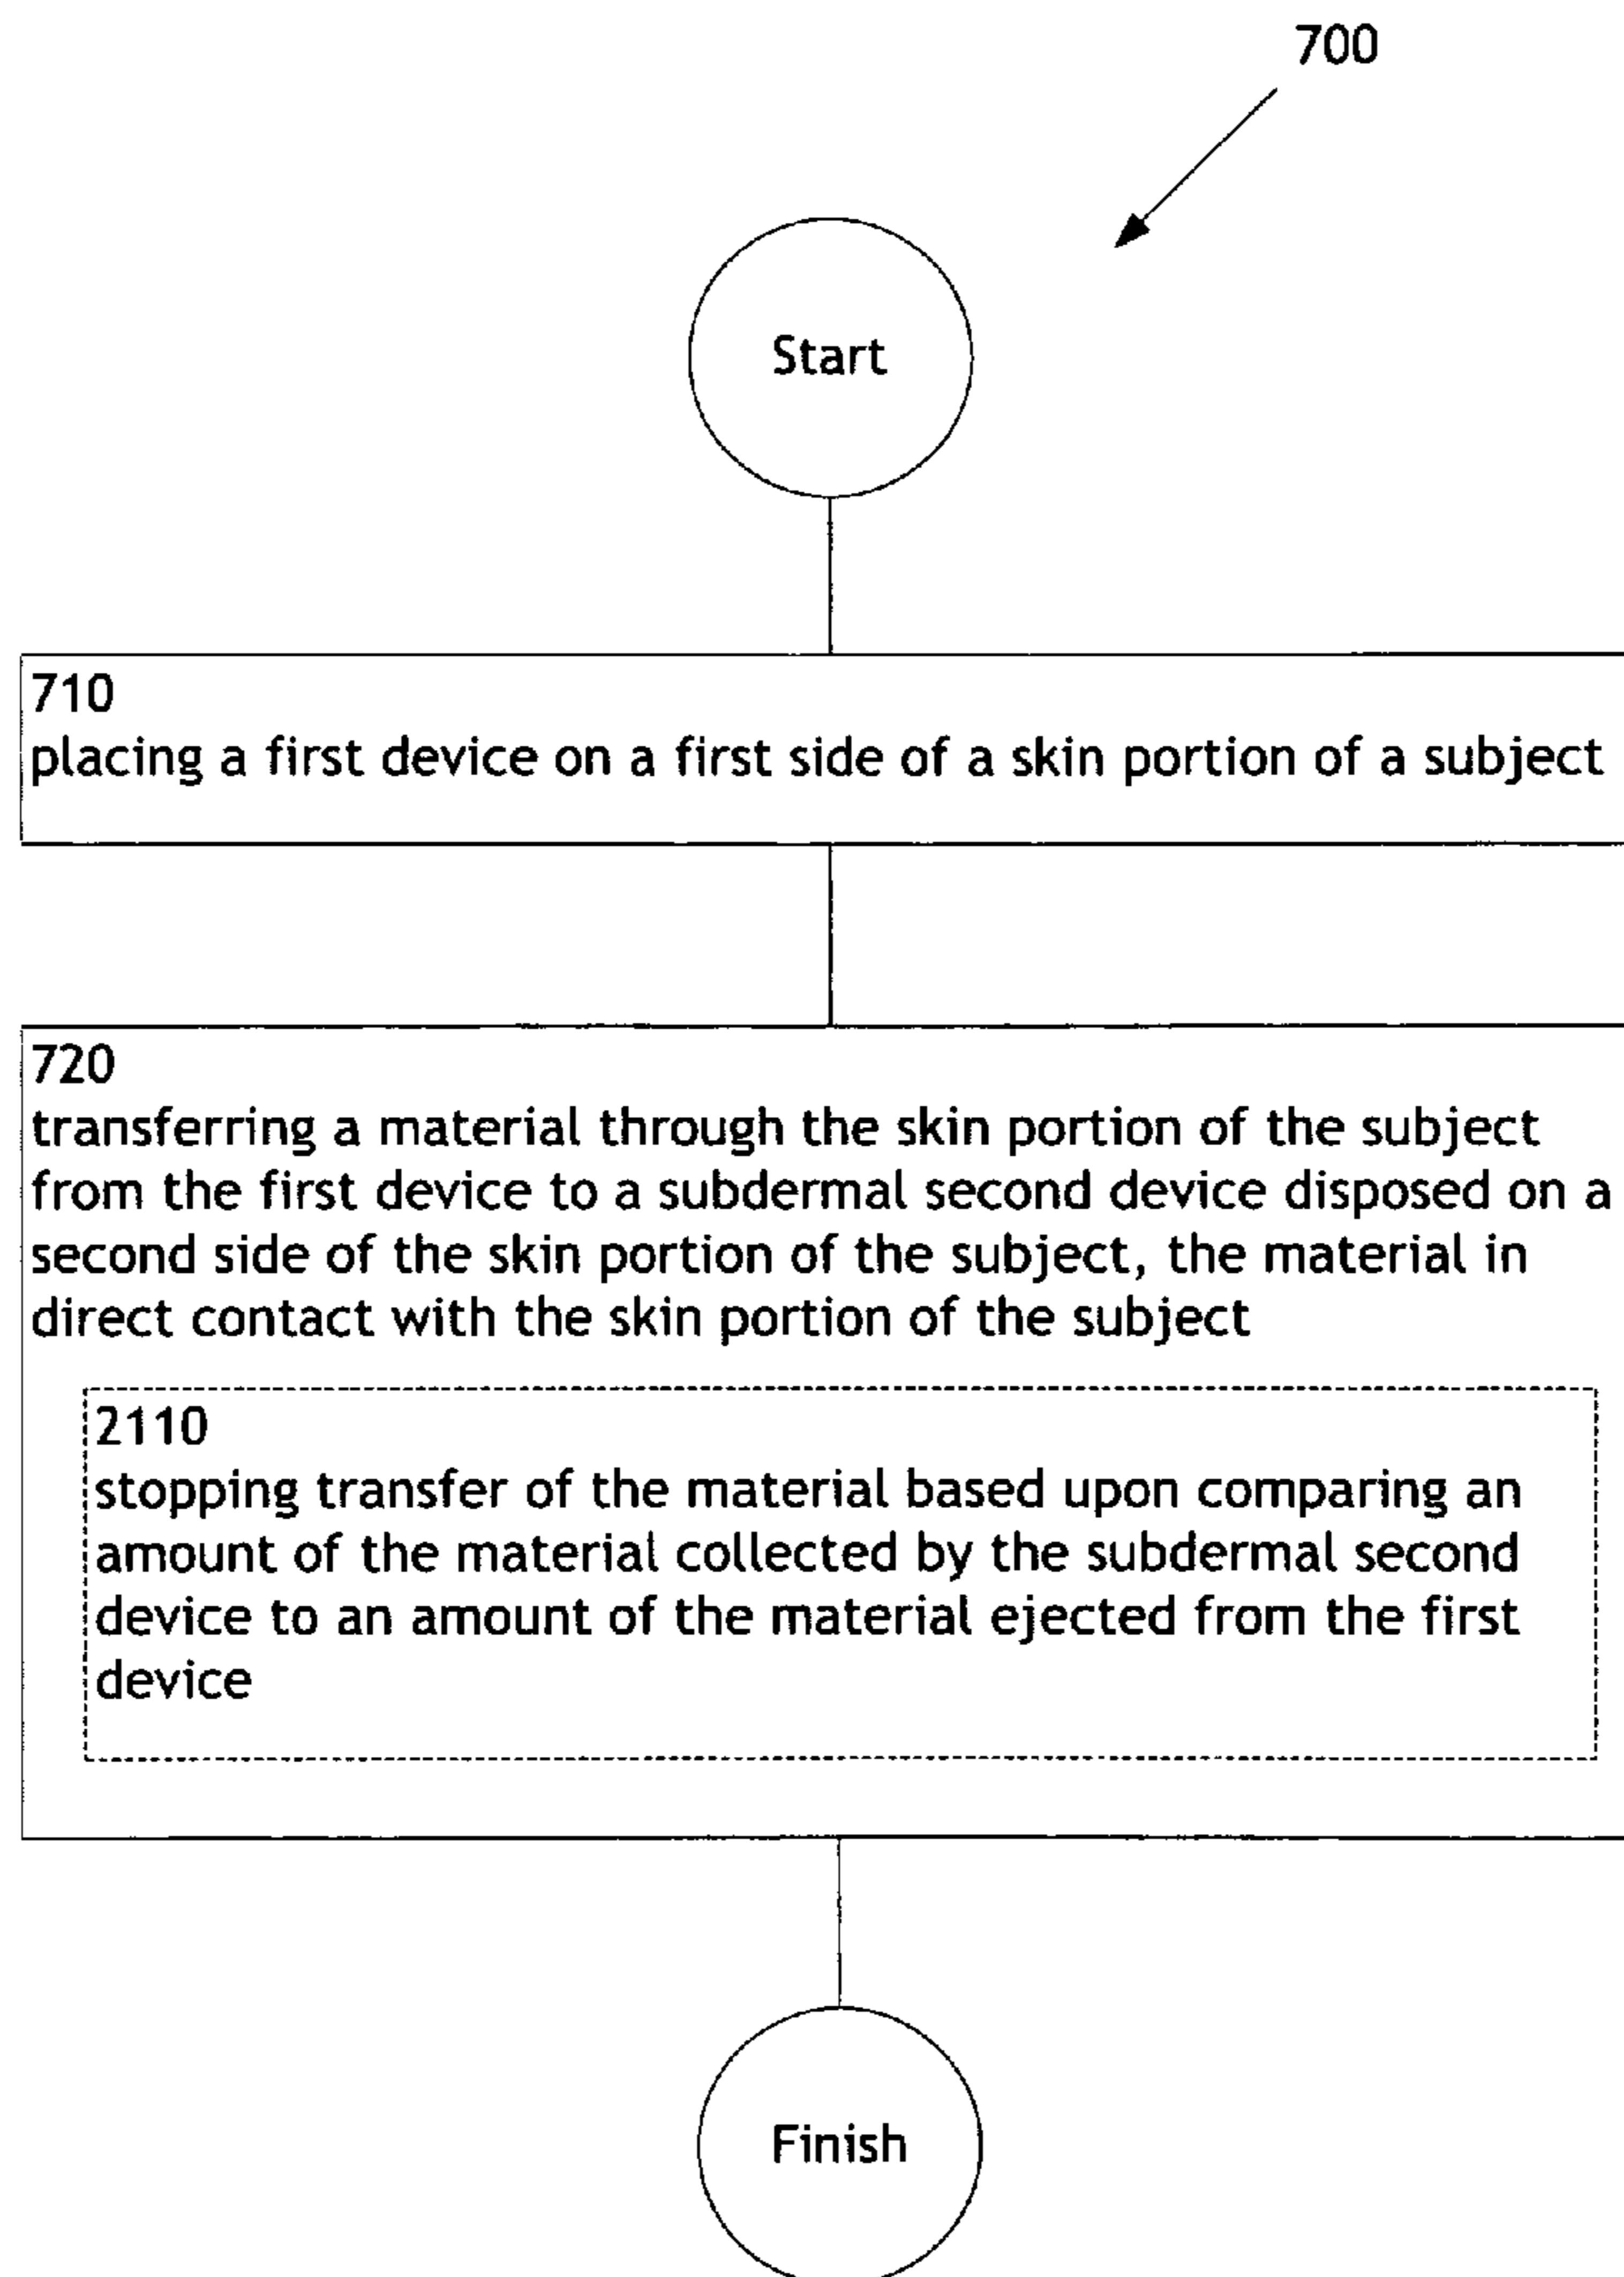 700
Start
710
placing a first device on a first side of a skin portion of a subject
720
transferring a material through the skin portion of the subject
from the first device to a subdermal second device disposed on a
second side of the skin portion of the subject, the material in
direct contact with the skin portion of the subject
2110
stopping transfer of the material based upon comparing an
amount of the material collected by the subdermal second
device to an amount of the material ejected from the first
device
Finish